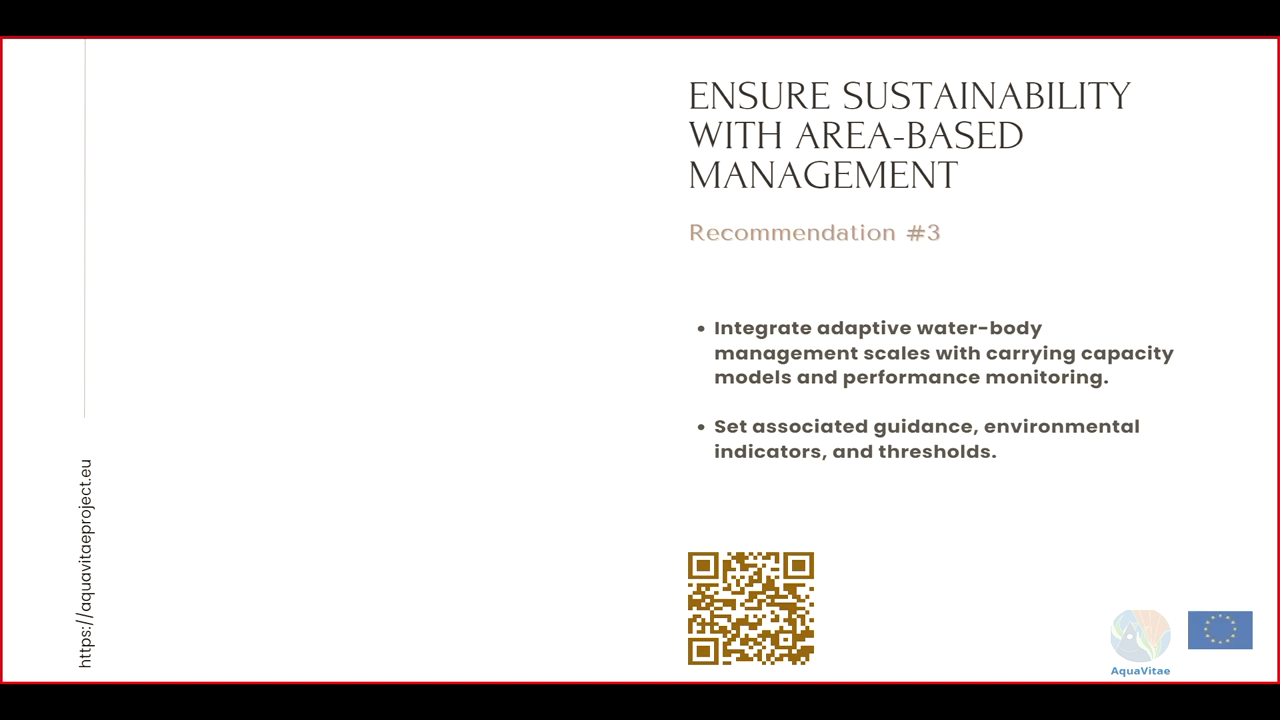 ENSURE SUSTAINABILITY
WITH AREA-BASED
MANAGEMENT
Recommendation #3
• Integrate adaptive water-body
management scales with carrying capacity
models and performance monitoring.
• Set associated guidance, environmental
indicators, and thresholds.
https://aquavitaeproject.eu
AquaVitae